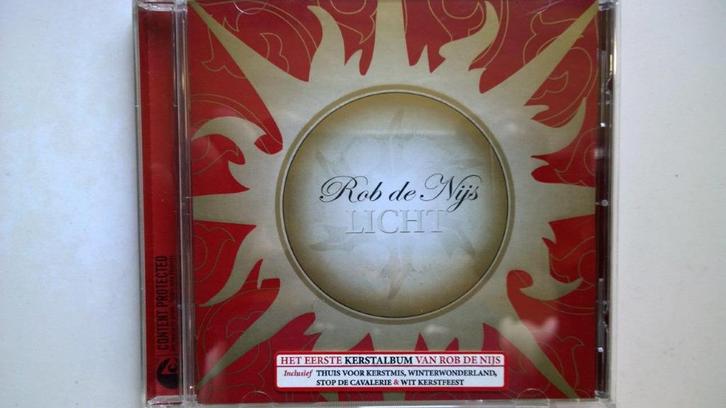 Rob de Nijs
LICHT
HET EERSTE KERSTALBUM VAN ROB DE NIJS
Inclusief THUIS VOOR KERSTMIS, WINTERWONDERLAND,
STOP DE CAVALERIE & WIT KERSTFEEST
CONTENT PROTECTED